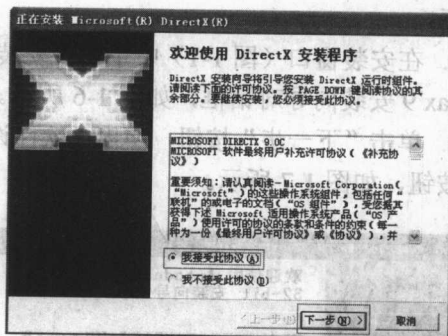 正在安装 Microsoft(R) DirectX(R)
欢迎使用 DirectX 安装程序
DirectX 安装向导将引导您安装 DirectX 运行时组件。
请阅读下面的许可协议。按 PAGE DOWN 键阅读协议的其
余部分。要继续安装，您必须接受此协议。
MICROSOFT DIRECTX 9.0C
MICROSOFT 软件最终用户补充许可协议（《补充协
议》）
重要须知：请认真阅读－Microsoft Corporation（
“Microsoft”）的这些操作系统组件，包括任何“
联机”的或电子的文档（“OS 组件”），受您据其
获得下述 Microsoft 适用操作系统产品（“OS 产
品”）使用许可的协议的条款和条件的约束（每一
种为一份《最终用户许可协议》或《协议》），并
我接受此协议(A)
我不接受此协议(D)
<上一步(B) 下一步(N)> 取消